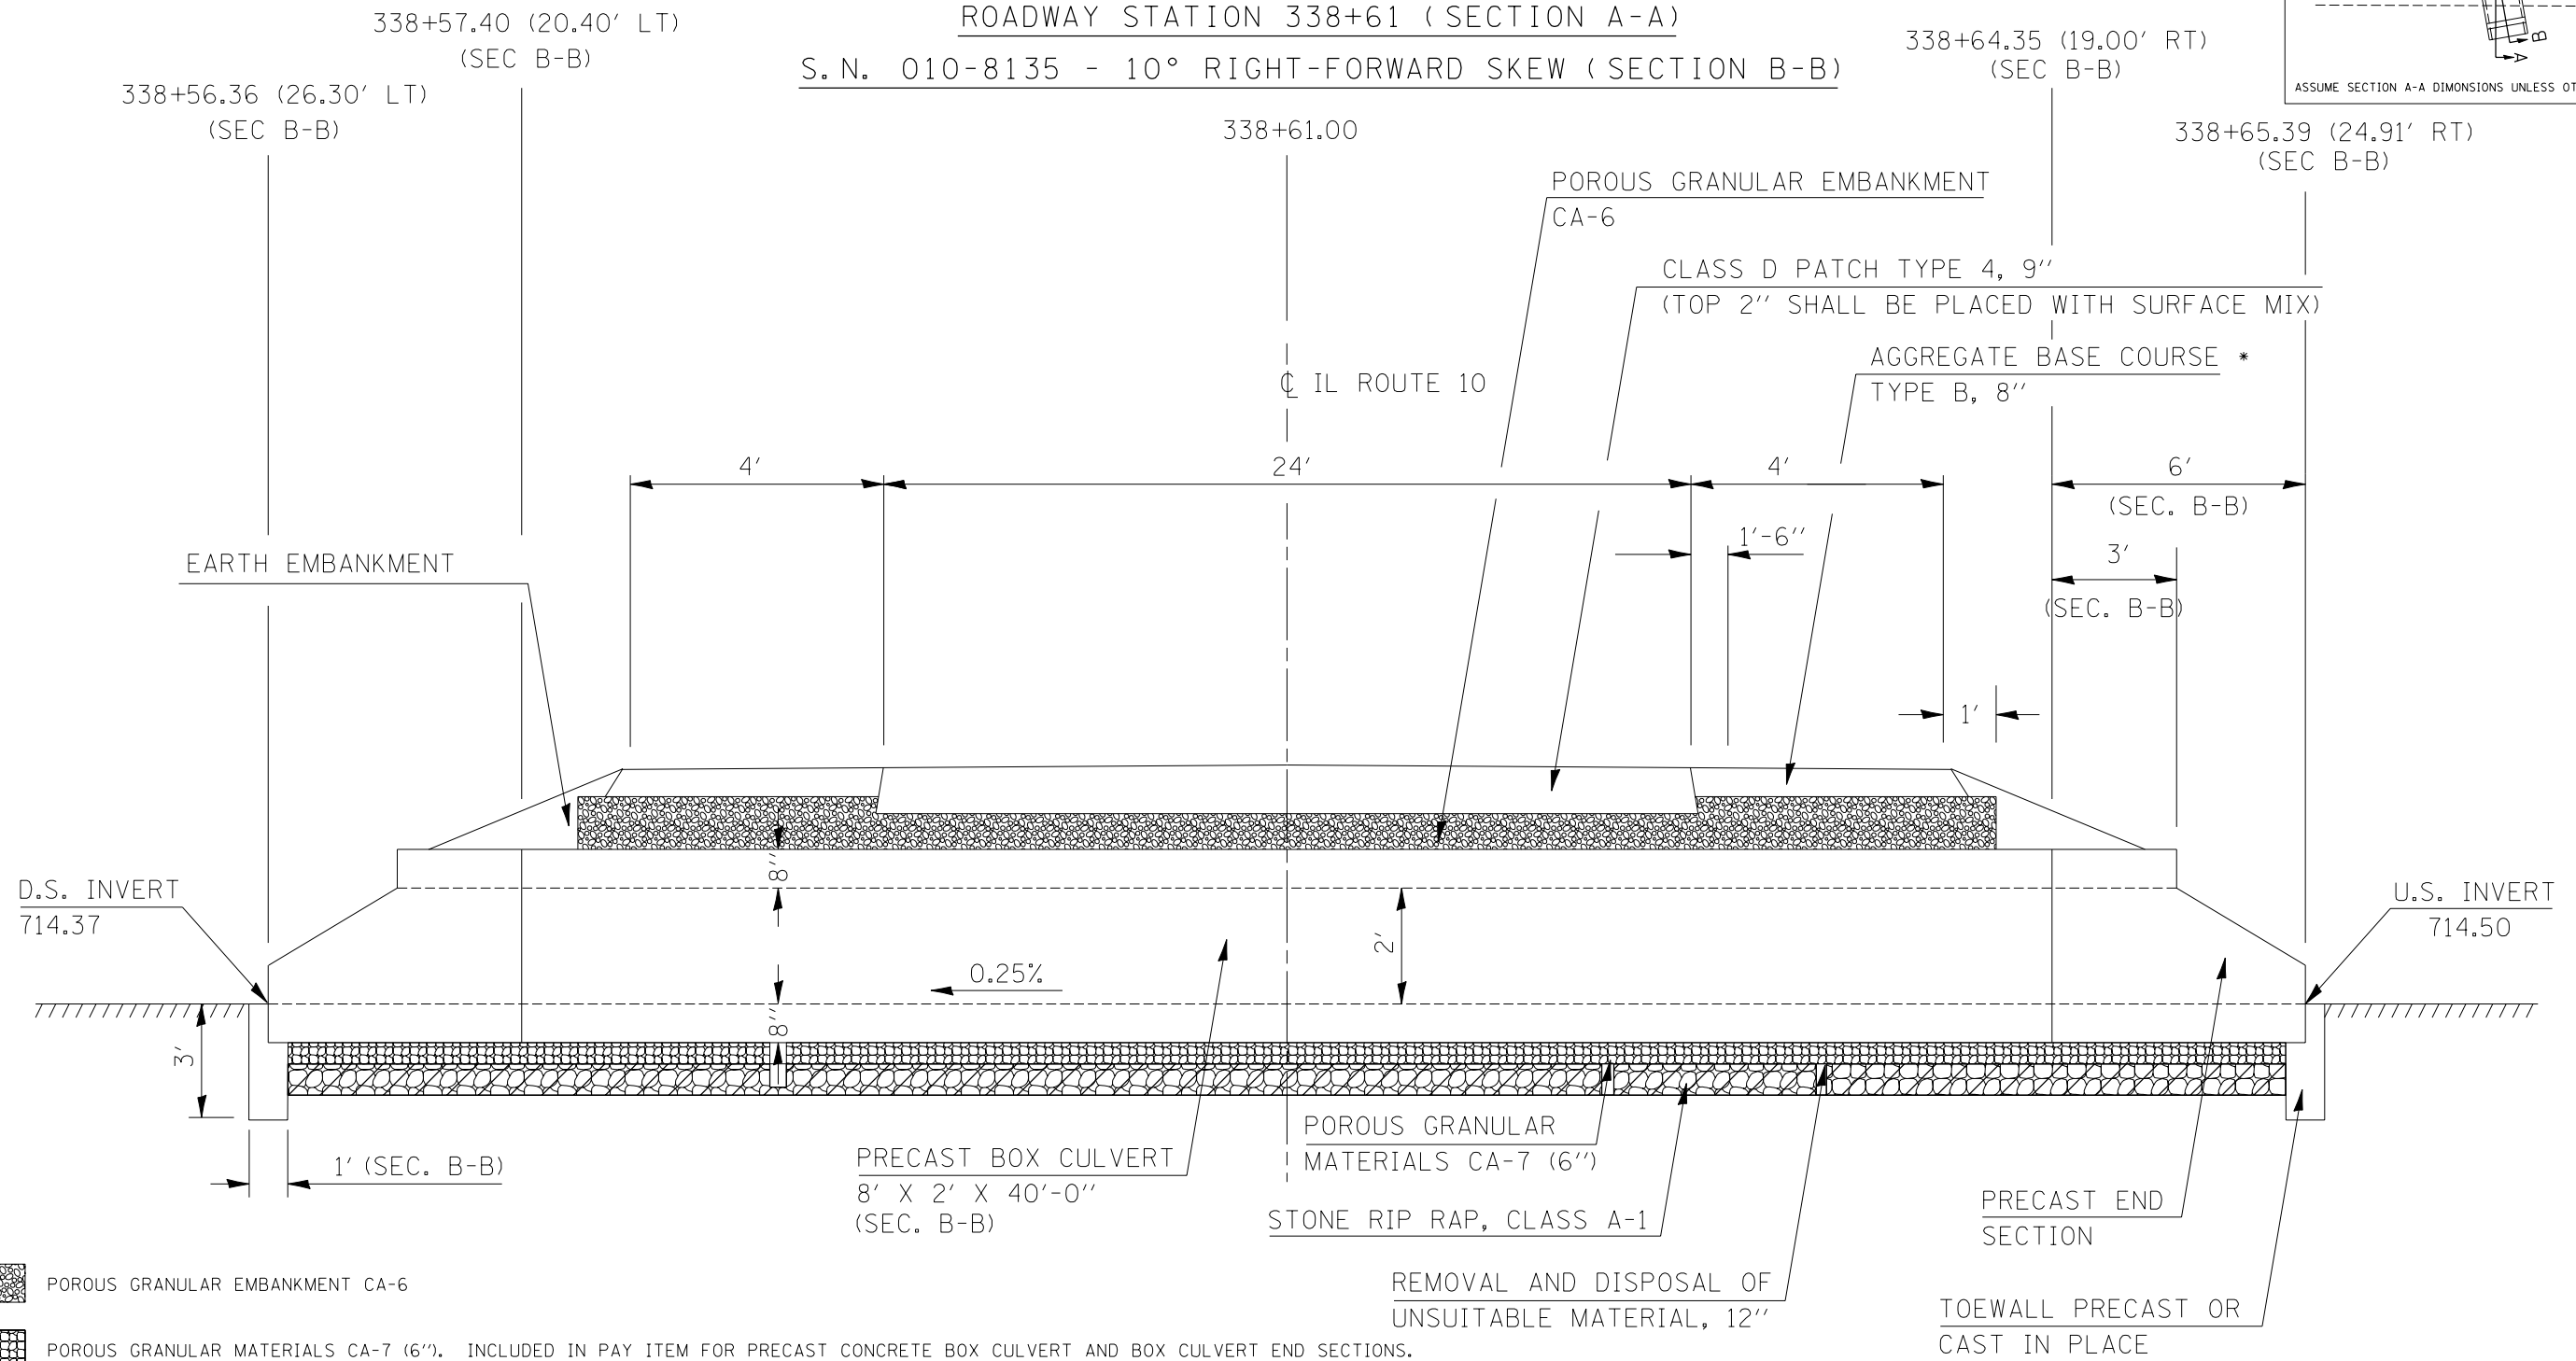 ROADWAY STATION 338+61 (SECTION A-A)
S.N. 010-8135 - 10° RIGHT-FORWARD SKEW (SECTION B-B)
338+57.40 (20.40' LT)
(SEC B-B)
338+56.36 (26.30' LT)
(SEC B-B)
338+61.00
338+64.35 (19.00' RT)
(SEC B-B)
338+65.39 (24.91' RT)
(SEC B-B)
B
A
ASSUME SECTION A-A DIMONSIONS UNLESS OT
POROUS GRANULAR EMBANKMENT
CA-6
CLASS D PATCH TYPE 4, 9''
(TOP 2'' SHALL BE PLACED WITH SURFACE MIX)
AGGREGATE BASE COURSE *
TYPE B, 8''
℄ IL ROUTE 10
4'
24'
4'
6'
(SEC. B-B)
1'-6''
3'
(SEC. B-B)
EARTH EMBANKMENT
1'
8''
D.S. INVERT
714.37
U.S. INVERT
714.50
2'
0.25%
8''
3'
1' (SEC. B-B)
PRECAST BOX CULVERT
8' X 2' X 40'-0''
(SEC. B-B)
POROUS GRANULAR
MATERIALS CA-7 (6'')
STONE RIP RAP, CLASS A-1
REMOVAL AND DISPOSAL OF
UNSUITABLE MATERIAL, 12''
PRECAST END
SECTION
TOEWALL PRECAST OR
CAST IN PLACE
POROUS GRANULAR EMBANKMENT CA-6
POROUS GRANULAR MATERIALS CA-7 (6''). INCLUDED IN PAY ITEM FOR PRECAST CONCRETE BOX CULVERT AND BOX CULVERT END SECTIONS.